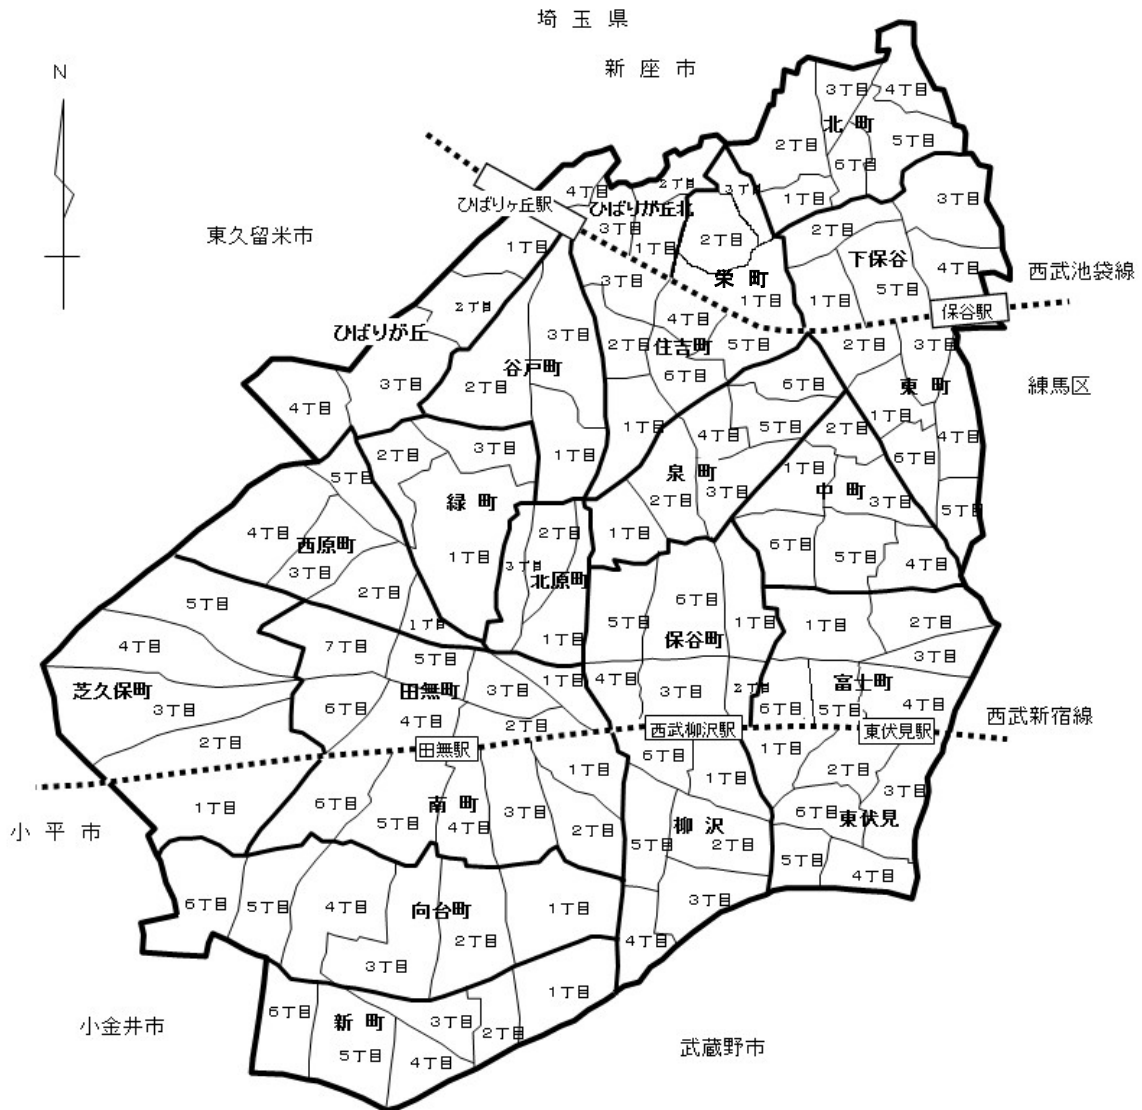 埼玉県
新座市
N
東久留米市
西武池袋線
練馬区
西武新宿線
小平市
小金井市
武蔵野市
ひばりヶ丘駅
保谷駅
田無駅
西武柳沢駅
東伏見駅
北町
3丁目
4丁目
2丁目
5丁目
6丁目
1丁目
下保谷
3丁目
2丁目
4丁目
5丁目
1丁目
ひばりが丘北
4丁目
2丁目
3丁目
1丁目
栄町
3丁目
2丁目
1丁目
ひばりが丘
1丁目
2丁目
3丁目
4丁目
谷戸町
3丁目
2丁目
1丁目
住吉町
3丁目
4丁目
2丁目
5丁目
6丁目
1丁目
東町
2丁目
3丁目
1丁目
4丁目
6丁目
5丁目
泉町
6丁目
4丁目
5丁目
2丁目
3丁目
1丁目
中町
2丁目
1丁目
3丁目
6丁目
5丁目
4丁目
緑町
2丁目
3丁目
1丁目
西原町
5丁目
4丁目
3丁目
2丁目
1丁目
北原町
2丁目
3丁目
1丁目
保谷町
6丁目
5丁目
1丁目
4丁目
3丁目
2丁目
富士町
1丁目
2丁目
3丁目
6丁目
5丁目
4丁目
芝久保町
5丁目
4丁目
3丁目
2丁目
1丁目
田無町
7丁目
5丁目
3丁目
1丁目
6丁目
4丁目
2丁目
南町
1丁目
6丁目
5丁目
4丁目
3丁目
2丁目
柳沢
6丁目
1丁目
5丁目
2丁目
3丁目
4丁目
東伏見
1丁目
2丁目
3丁目
6丁目
5丁目
4丁目
向台町
6丁目
5丁目
4丁目
1丁目
2丁目
3丁目
新町
6丁目
3丁目
1丁目
2丁目
5丁目
4丁目